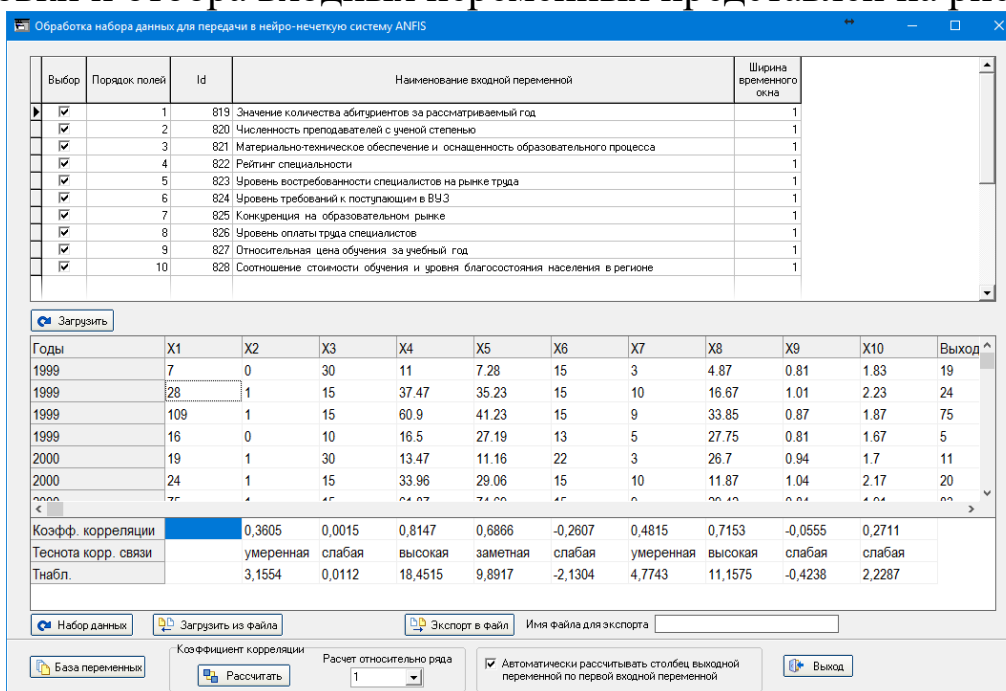 овки и отбора входных переменных представлен на рис
Обработка набора данных для передачи в нейро-нечеткую систему ANFIS
Выбор Порядок полей Id Наименование входной переменной Ширина временного окна
1 819 Значение количества абитуриентов за рассматриваемый год 1
2 820 Численность преподавателей с ученой степенью 1
3 821 Материально-техническое обеспечение и оснащенность образовательного процесса 1
4 822 Рейтинг специальности 1
5 823 Уровень востребованности специалистов на рынке труда 1
6 824 Уровень требований к поступающим в ВУЗ 1
7 825 Конкуренция на образовательном рынке 1
8 826 Уровень оплаты труда специалистов 1
9 827 Относительная цена обучения за учебный год 1
10 828 Соотношение стоимости обучения и уровня благосостояния населения в регионе 1
Загрузить
Годы X1 X2 X3 X4 X5 X6 X7 X8 X9 X10 Выход
1999 7 0 30 11 7.28 15 3 4.87 0.81 1.83 19
1999 28 1 15 37.47 35.23 15 10 16.67 1.01 2.23 24
1999 109 1 15 60.9 41.23 15 9 33.85 0.87 1.87 75
1999 16 0 10 16.5 27.19 13 5 27.75 0.81 1.67 5
2000 19 1 30 13.47 11.16 22 3 26.7 0.94 1.7 11
2000 24 1 15 33.96 29.06 15 10 11.87 1.04 2.17 20
Коэфф. корреляции 0,3605 0,0015 0,8147 0,6866 -0,2607 0,4815 0,7153 -0,0555 0,2711
Теснота корр. связи умеренная слабая высокая заметная слабая умеренная высокая слабая слабая
Тнабл. 3,1554 0,0112 18,4515 9,8917 -2,1304 4,7743 11,1575 -0,4238 2,2287
Набор данных Загрузить из файла Экспорт в файл Имя файла для экспорта
База переменных
Коэффициент корреляции
Рассчитать
Расчет относительно ряда
1
Автоматически рассчитывать столбец выходной
переменной по первой входной переменной
Выход